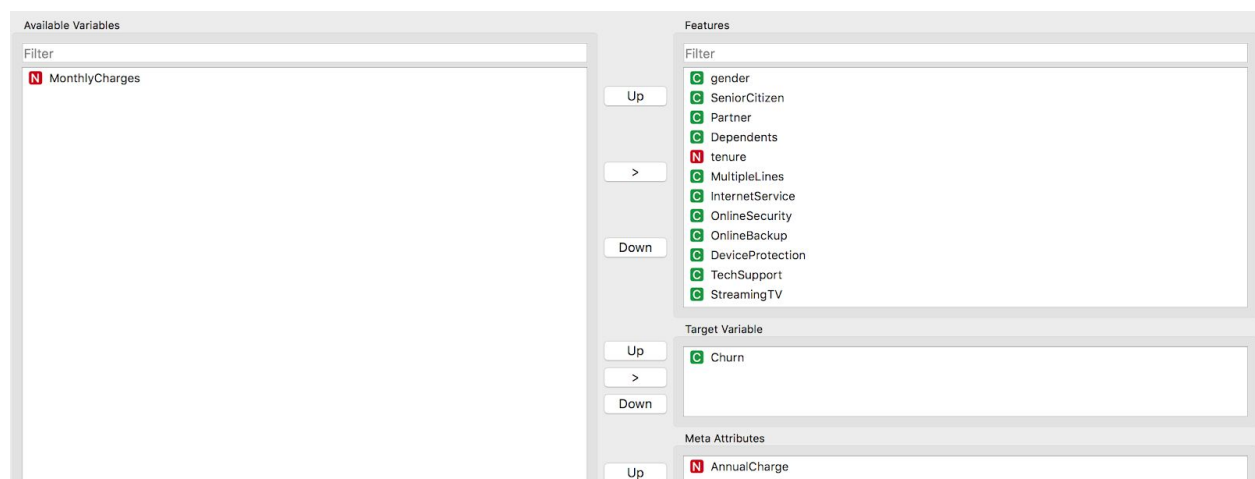 Available Variables
Filter
N MonthlyCharges
Up
>
Down
Up
>
Down
Up
Features
Filter
C gender
C SeniorCitizen
C Partner
C Dependents
N tenure
C MultipleLines
C InternetService
C OnlineSecurity
C OnlineBackup
C DeviceProtection
C TechSupport
C StreamingTV
Target Variable
C Churn
Meta Attributes
N AnnualCharge